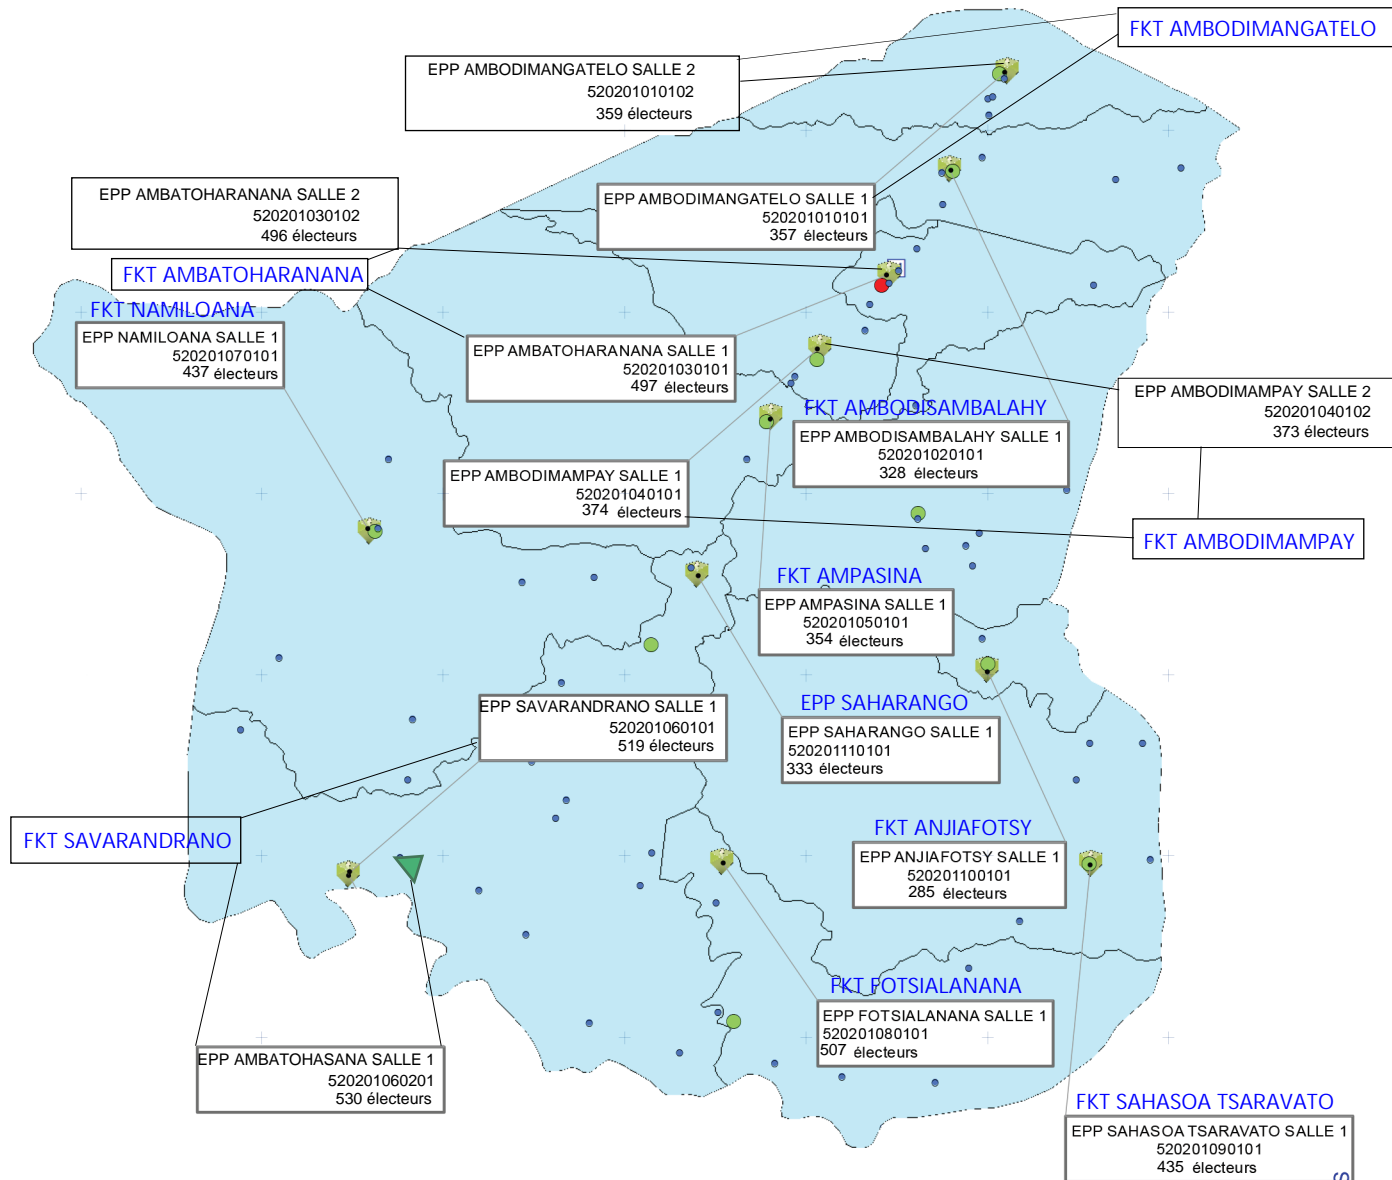 FKT AMBODIMANGATELO
EPP AMBODIMANGATELO SALLE 2
520201010102
359 électeurs
EPP AMBATOHARANANA SALLE 2
520201030102
496 électeurs
EPP AMBODIMANGATELO SALLE 1
520201010101
357 électeurs
FKT AMBATOHARANANA
FKT NAMILOANA
EPP NAMILOANA SALLE 1
520201070101
437 électeurs
EPP AMBATOHARANANA SALLE 1
520201030101
497 électeurs
EPP AMBODIMAMPAY SALLE 2
520201040102
373 électeurs
FKT AMBODISAMBALAHY
EPP AMBODISAMBALAHY SALLE 1
520201020101
328 électeurs
EPP AMBODIMAMPAY SALLE 1
520201040101
374 électeurs
FKT AMBODIMAMPAY
FKT AMPASINA
EPP AMPASINA SALLE 1
520201050101
354 électeurs
EPP SAVARANDRANO SALLE 1
520201060101
519 électeurs
EPP SAHARANGO
EPP SAHARANGO SALLE 1
520201110101
333 électeurs
FKT SAVARANDRANO
FKT ANJIAFOTSY
EPP ANJIAFOTSY SALLE 1
520201100101
285 électeurs
FKT FOTSIALANANA
EPP FOTSIALANANA SALLE 1
520201080101
507 électeurs
EPP AMBATOHASANA SALLE 1
520201060201
530 électeurs
FKT SAHASOA TSARAVATO
EPP SAHASOA TSARAVATO SALLE 1
520201090101
435 électeurs